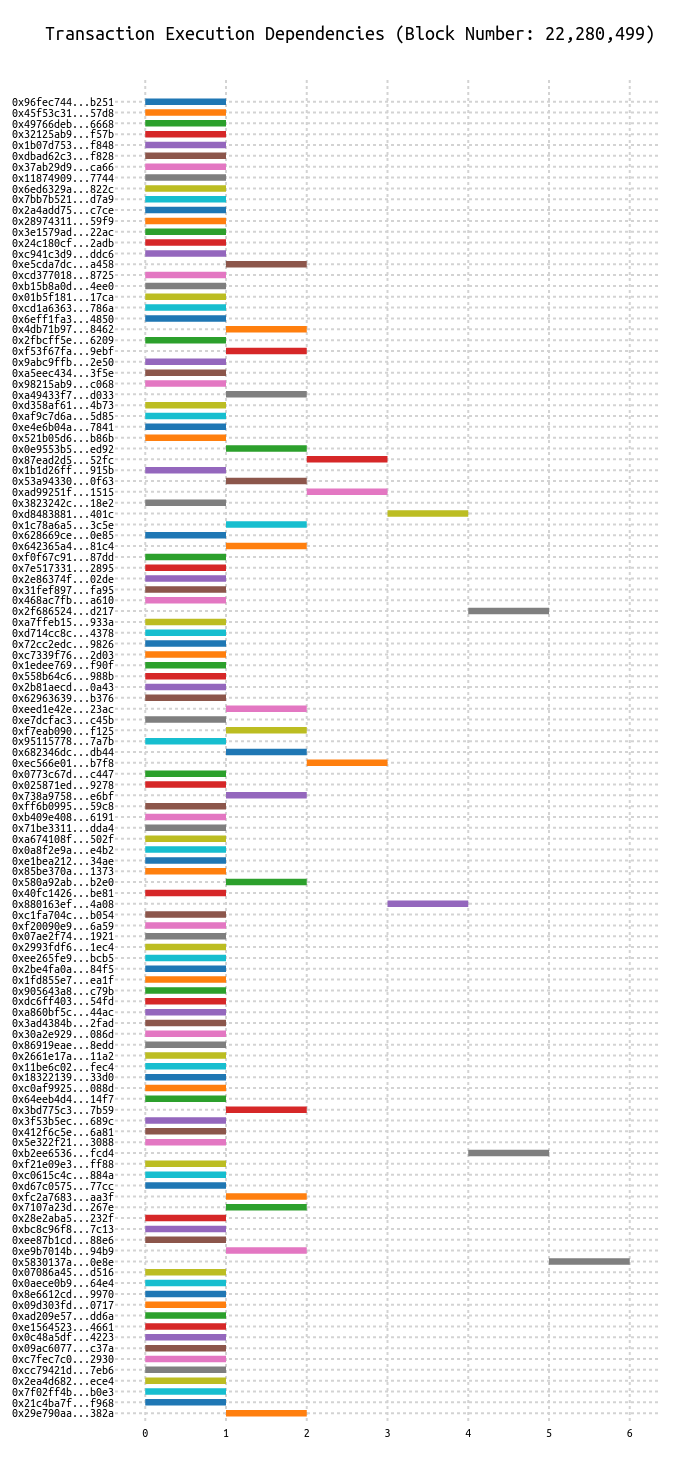 Transaction Execution Dependencies (Block Number: 22,280,499)
0x96fec744...b251
0x45f53c31...57d8
0x49766deb...6668
0x32125ab9...f57b
0x1b07d753...f848
0xdbad62c3...f828
0x37ab29d9...ca66
0x11874909...7744
0x6ed6329a...822c
0x7bb7b521...d7a9
0x2a4add75...c7ce
0x28974311...59f9
0x3e1579ad...22ac
0x24c180cf...2adb
0xc941c3d9...ddc6
0xe5cda7dc...a458
0xcd377018...8725
0xb15b8a0d...4ee0
0x01b5f181...17ca
0xcd1a6363...786a
0x6eff1fa3...4850
0x4db71b97...8462
0x2fbcff5e...6209
0xf53f67fa...9ebf
0x9abc9ffb...2e50
0xa5eec434...3f5e
0x98215ab9...c068
0xa49433f7...d033
0xd358af61...4b73
0xaf9c7d6a...5d85
0xe4e6b04a...7841
0x521b05d6...b86b
0x0e9553b5...ed92
0x87ead2d5...52fc
0x1b1d26ff...915b
0x53a94330...0f63
0xad99251f...1515
0x3823242c...18e2
0xd8483881...401c
0x1c78a6a5...3c5e
0x628669ce...0e85
0x642365a4...81c4
0xf0f67c91...87dd
0x7e517331...2895
0x2e86374f...02de
0x31fef897...fa95
0x468ac7fb...a610
0x2f686524...d217
0xa7ffeb15...933a
0xd714cc8c...4378
0x72cc2edc...9826
0xc7339f76...2d03
0x1edee769...f90f
0x558b64c6...988b
0x2b81aecd...0a43
0x62963639...b376
0xeed1e42e...23ac
0xe7dcfac3...c45b
0xf7eab090...f125
0x95115778...7a7b
0x682346dc...db44
0xec566e01...b7f8
0x0773c67d...c447
0x025871ed...9278
0x738a9758...e6bf
0xff6b0995...59c8
0xb409e408...6191
0x71be3311...dda4
0xa674108f...502f
0x0a8f2e9a...e4b2
0xe1bea212...34ae
0x85be370a...1373
0x580a92ab...b2e0
0x40fc1426...be81
0x880163ef...4a08
0xc1fa704c...b054
0xf20090e9...6a59
0x07ae2f74...1921
0x2993fdf6...1ec4
0xee265fe9...bcb5
0x2be4fa0a...84f5
0x1fd855e7...ea1f
0x905643a8...c79b
0xdc6ff403...54fd
0xa860bf5c...44ac
0x3ad4384b...2fad
0x30a2e929...086d
0x86919eae...8edd
0x2661e17a...11a2
0x11be6c02...fec4
0x18322139...33d0
0xc0af9925...088d
0x64eeb4d4...14f7
0x3bd775c3...7b59
0x3f53b5ec...689c
0x412f6c5e...6a81
0x5e322f21...3088
0xb2ee6536...fcd4
0xf21e09e3...ff88
0xc0615c4c...884a
0xd67c0575...77cc
0xfc2a7683...aa3f
0x7107a23d...267e
0x28e2aba5...232f
0xbc8c96f8...7c13
0xee87b1cd...88e6
0xe9b7014b...94b9
0x5830137a...0e8e
0x07086a45...d516
0x0aece0b9...64e4
0x8e6612cd...9970
0x09d303fd...0717
0xad209e57...dd6a
0xe1564523...4661
0x0c48a5df...4223
0x09ac6077...c37a
0xc7fec7c0...2930
0xcc79421d...7eb6
0x2ea4d682...ece4
0x7f02ff4b...b0e3
0x21c4ba7f...f968
0x29e790aa...382a
0 1 2 3 4 5 6